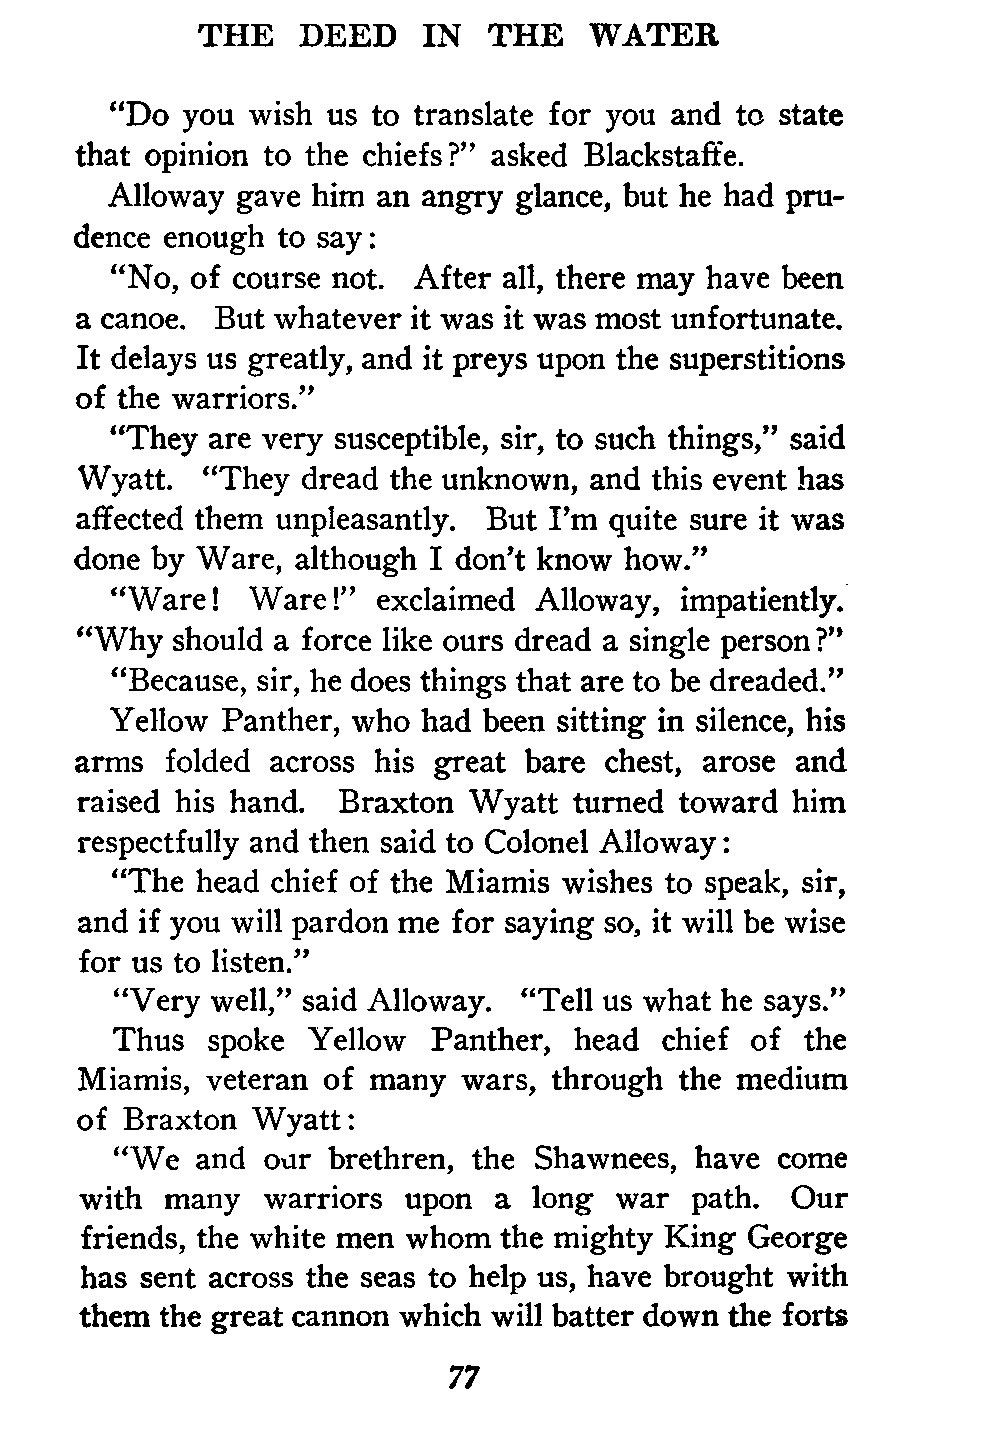 THE DEED IN THE WATER
"Do you wish us to translate for you and to state
that opinion to the chiefs?" asked Blackstaffe.
Alloway gave him an angry glance, but he had pru-
dence enough to say:
"No, of course not. After all, there may have been
a canoe. But whatever it was it was most unfortunate.
It delays us greatly, and it preys upon the superstitions
of the warriors."
"They are very susceptible, sir, to such things," said
Wyatt. "They dread the unknown, and this event has
affected them unpleasantly. But I'm quite sure it was
done by Ware, although I don't know how."
"Ware! Ware!" exclaimed Alloway, impatiently.
"Why should a force like ours dread a single person?"
"Because, sir, he does things that are to be dreaded."
Yellow Panther, who had been sitting in silence, his
arms folded across his great bare chest, arose and
raised his hand. Braxton Wyatt turned toward him
respectfully and then said to Colonel Alloway:
"The head chief of the Miamis wishes to speak, sir,
and if you will pardon me for saying so, it will be wise
for us to listen."
"Very well," said Alloway. "Tell us what he says."
Thus spoke Yellow Panther, head chief of the
Miamis, veteran of many wars, through the medium
of Braxton Wyatt:
"We and our brethren, the Shawnees, have come
with many warriors upon a long war path. Our
friends, the white men whom the mighty King George
has sent across the seas to help us, have brought with
them the great cannon which will batter down the forts
77